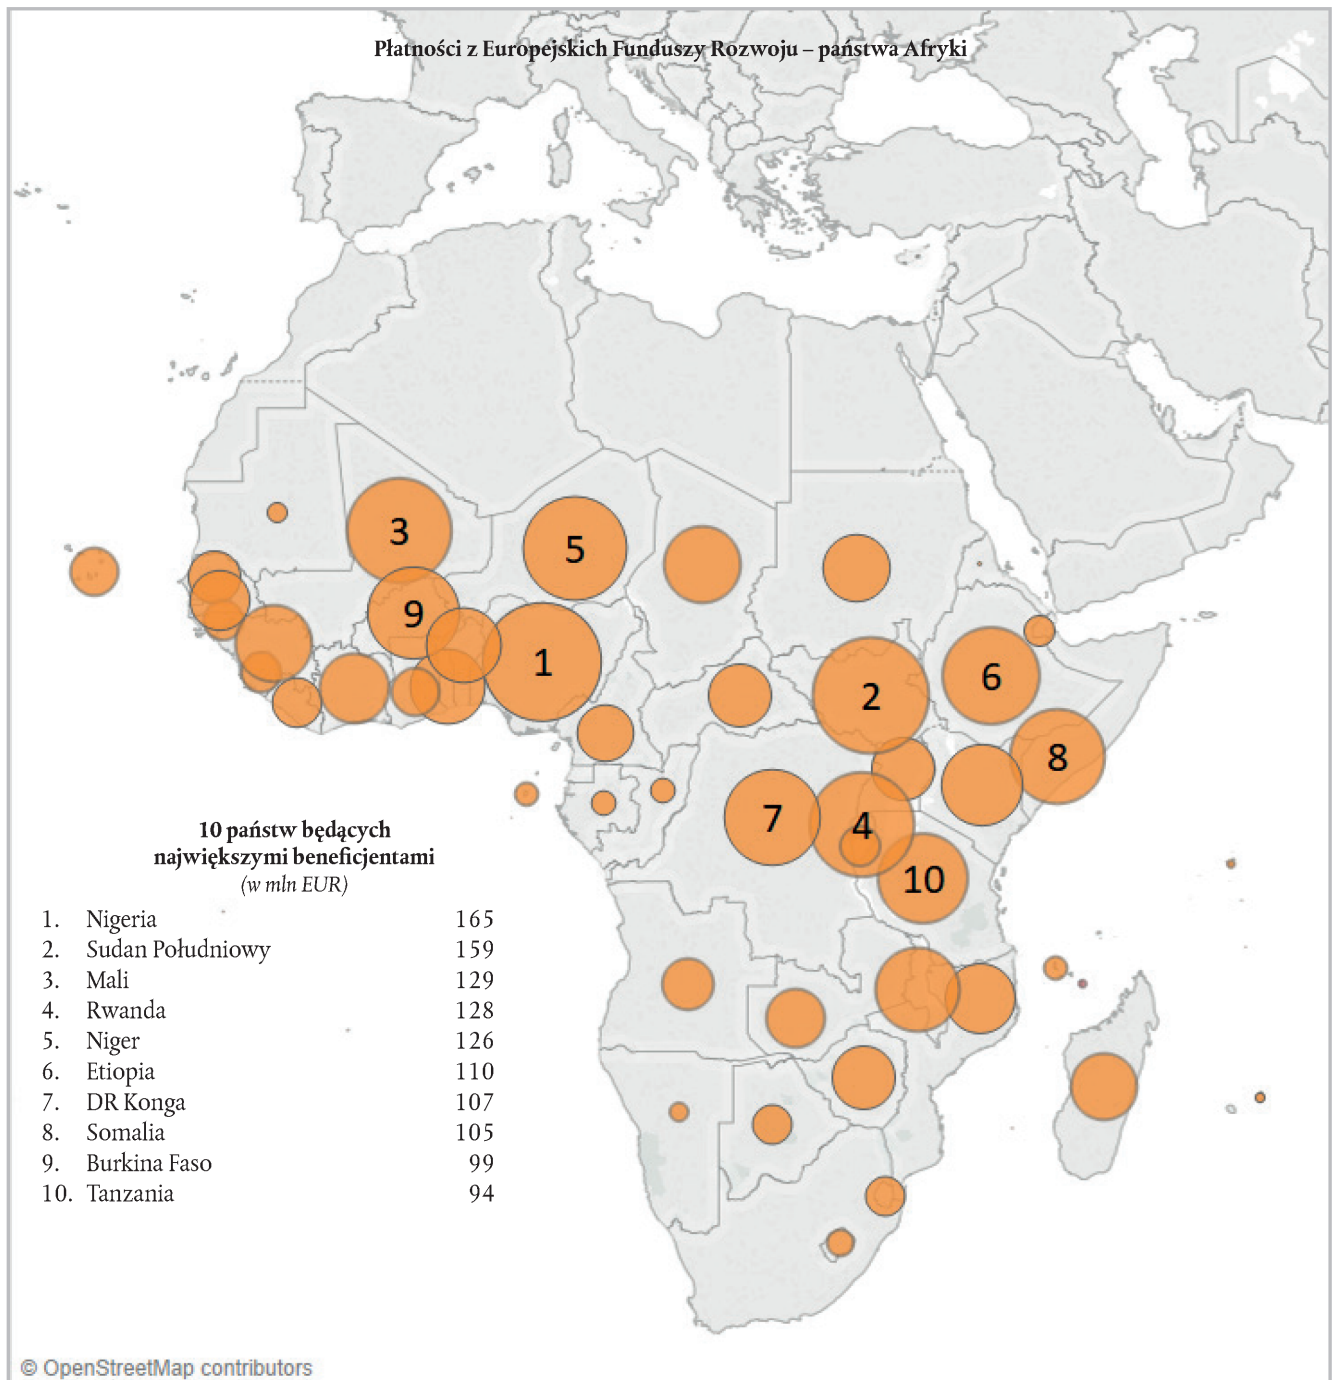 Płatności z Europejskich Funduszy Rozwoju – państwa Afryki
3
5
9
1
2
6
8
7
4
10
10 państw będących
największymi beneficjentami
(w mln EUR)
1. Nigeria 165
2. Sudan Południowy 159
3. Mali 129
4. Rwanda 128
5. Niger 126
6. Etiopia 110
7. DR Konga 107
8. Somalia 105
9. Burkina Faso 99
10. Tanzania 94
© OpenStreetMap contributors